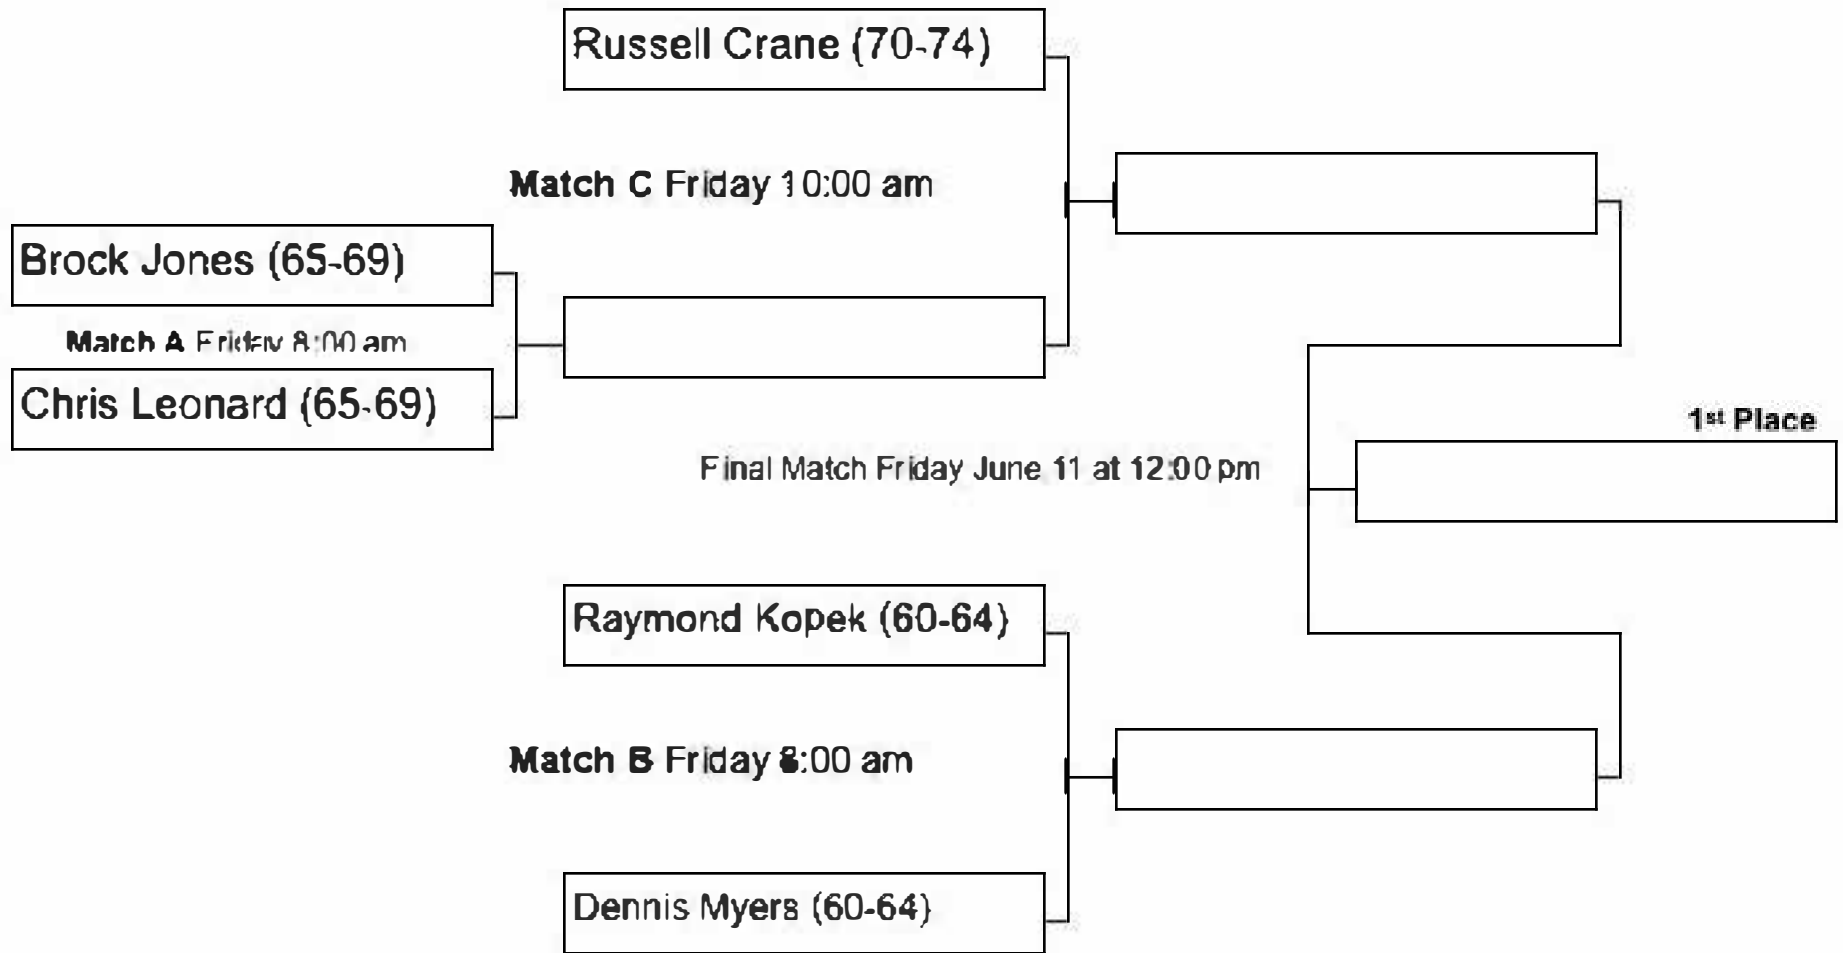 Russell Crane (70-74)
Match C Friday 10:00 am
Brock Jones (65-69)
Match A Friday 8:00 am
Chris Leonard (65-69)
1st Place
Final Match Friday June 11 at 12:00 pm
Raymond Kopek (60-64)
Match B Friday 8:00 am
Dennis Myers (60-64)